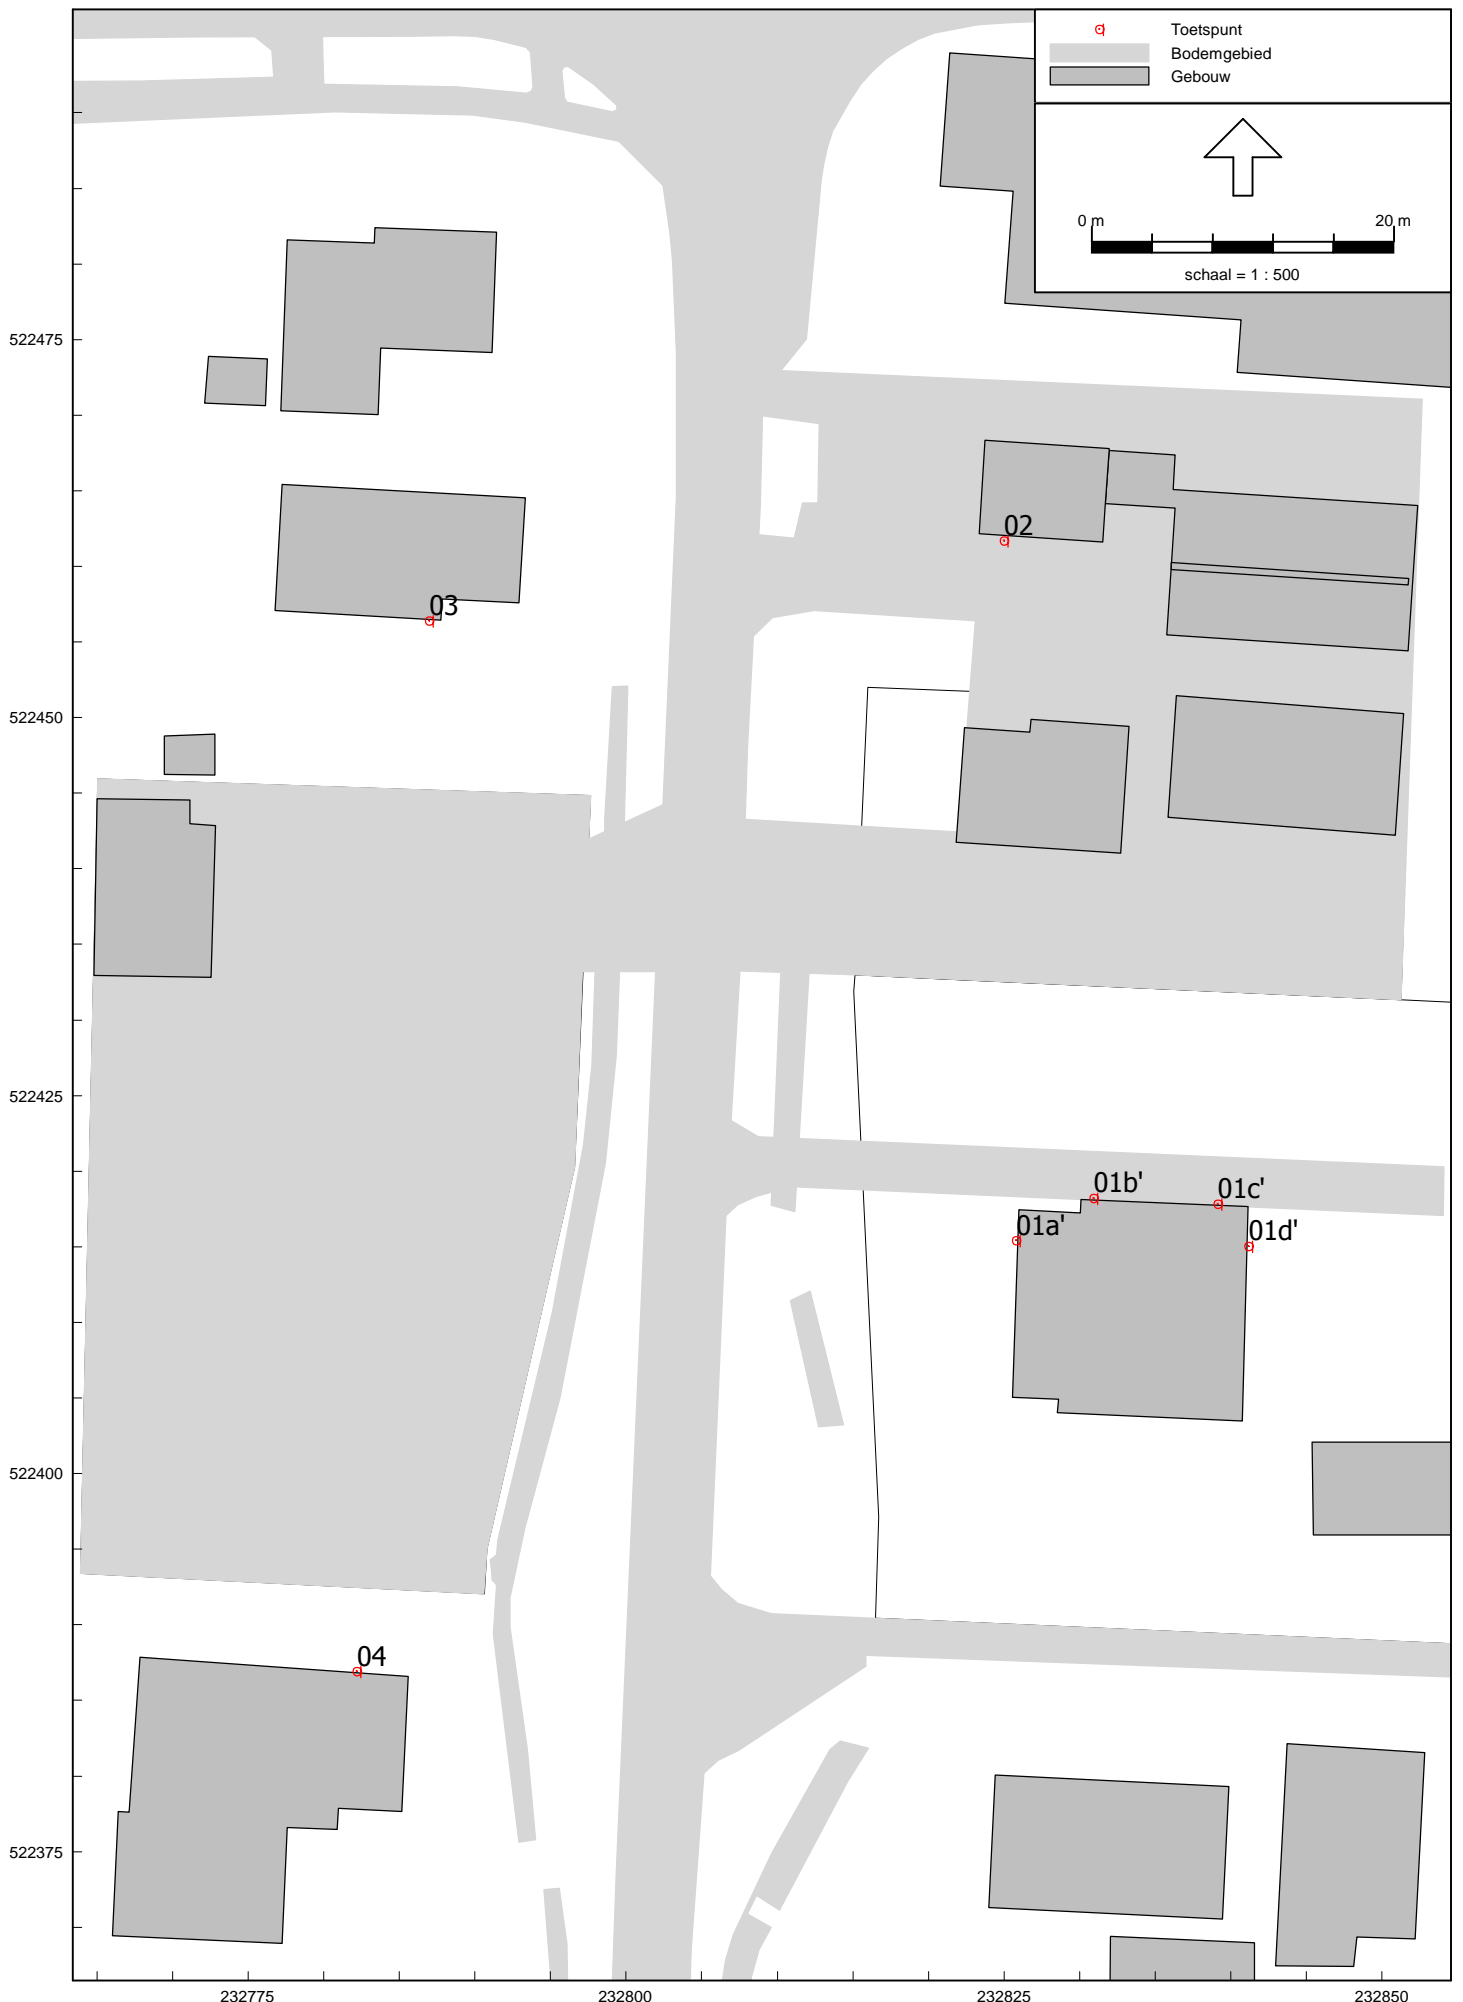 Toetspunt
Bodemgebied
Gebouw
0 m 20 m
schaal = 1 : 500
522475
02
03
522450
522425
01b'
01c'
01a'
01d'
522400
04
522375
232775 232800 232825 232850